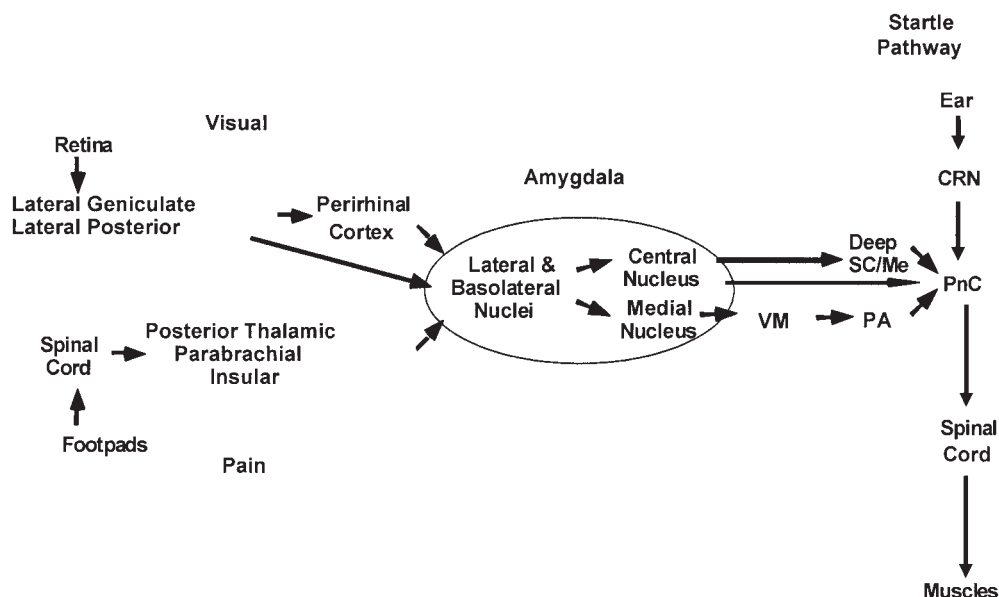 Startle
Pathway
Ear
Visual
Retina
CRN
Amygdala
Lateral Geniculate
Lateral Posterior
Perirhinal
Cortex
Deep
SC/Me
Central
Nucleus
Lateral &
Basolateral
Nuclei
PnC
Medial
Nucleus
VM
PA
Posterior Thalamic
Parabrachial
Insular
Spinal
Cord
Footpads
Pain
Spinal
Cord
Muscles